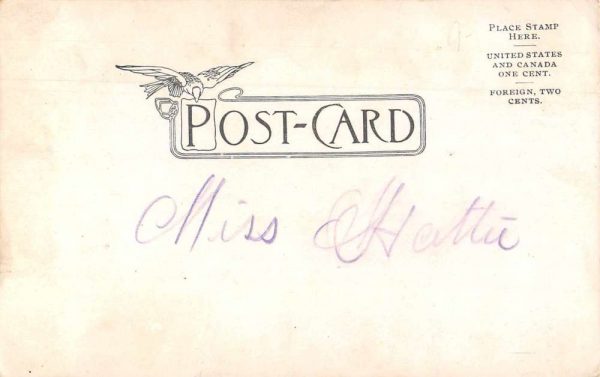 PLACE STAMP
HERE.
UNITED STATES
AND CANADA
ONE CENT.
FOREIGN, TWO
CENTS.
POST-CARD
Miss Hattie